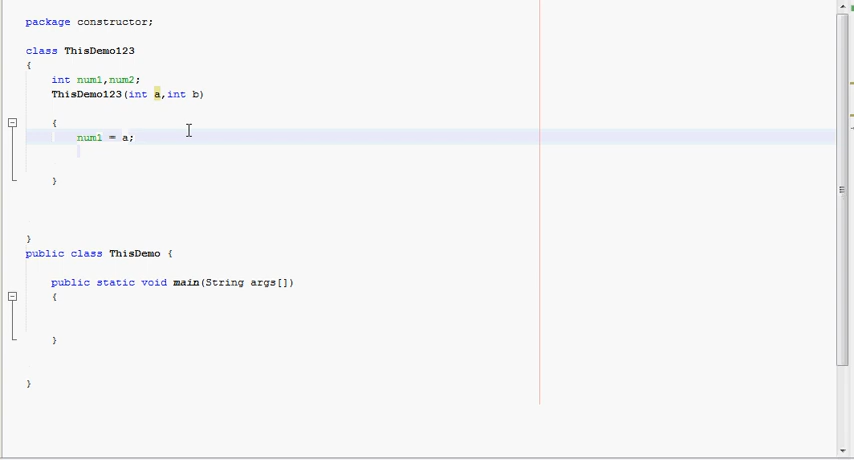 package constructor;
class ThisDemo123
{
int num1,num2;
ThisDemo123(int a,int b)
{
num1 = a;
}
}
public class ThisDemo {
public static void main(String args[])
{
}
}